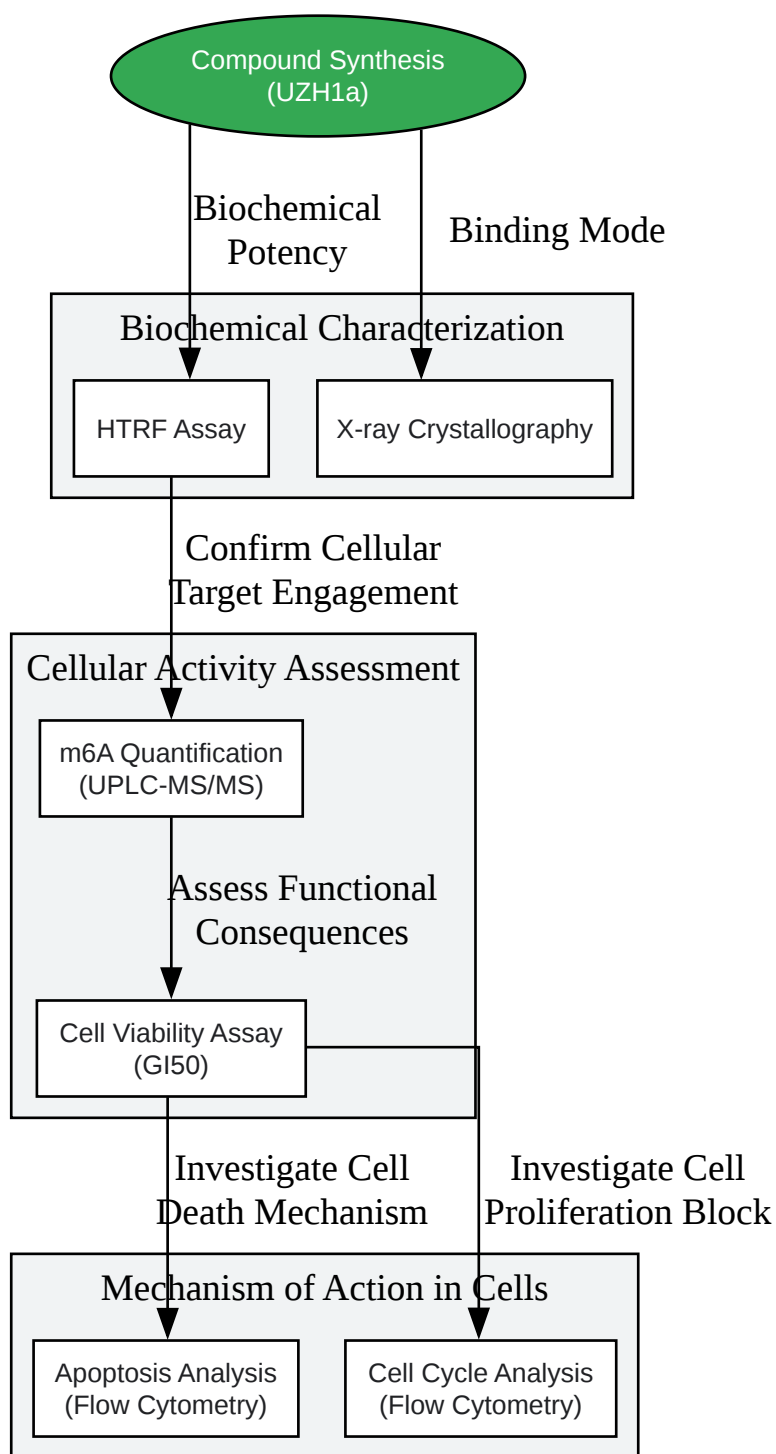 Compound Synthesis
(UZH1a)
Biochemical
Potency
Binding Mode
Biochemical Characterization
HTRF Assay
X-ray Crystallography
Confirm Cellular
Target Engagement
Cellular Activity Assessment
m6A Quantification
(UPLC-MS/MS)
Assess Functional
Consequences
Cell Viability Assay
(GI50)
Investigate Cell
Death Mechanism
Investigate Cell
Proliferation Block
Mechanism of Action in Cells
Apoptosis Analysis
(Flow Cytometry)
Cell Cycle Analysis
(Flow Cytometry)